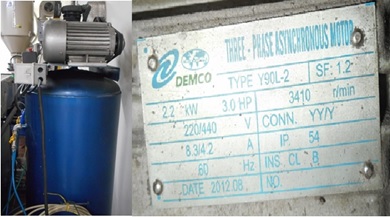 THREE - PHASE ASYNCHRONOUS MOTOR
DEMCO
TYPE Y90L-2 SF: 1.2
2.2 kW 3.0 HP 3410 r/min
220/440 V CONN. YY/Y
8.3/4.2 A IP 54
60 Hz INS. CL B
DATE 2012.08 NO.